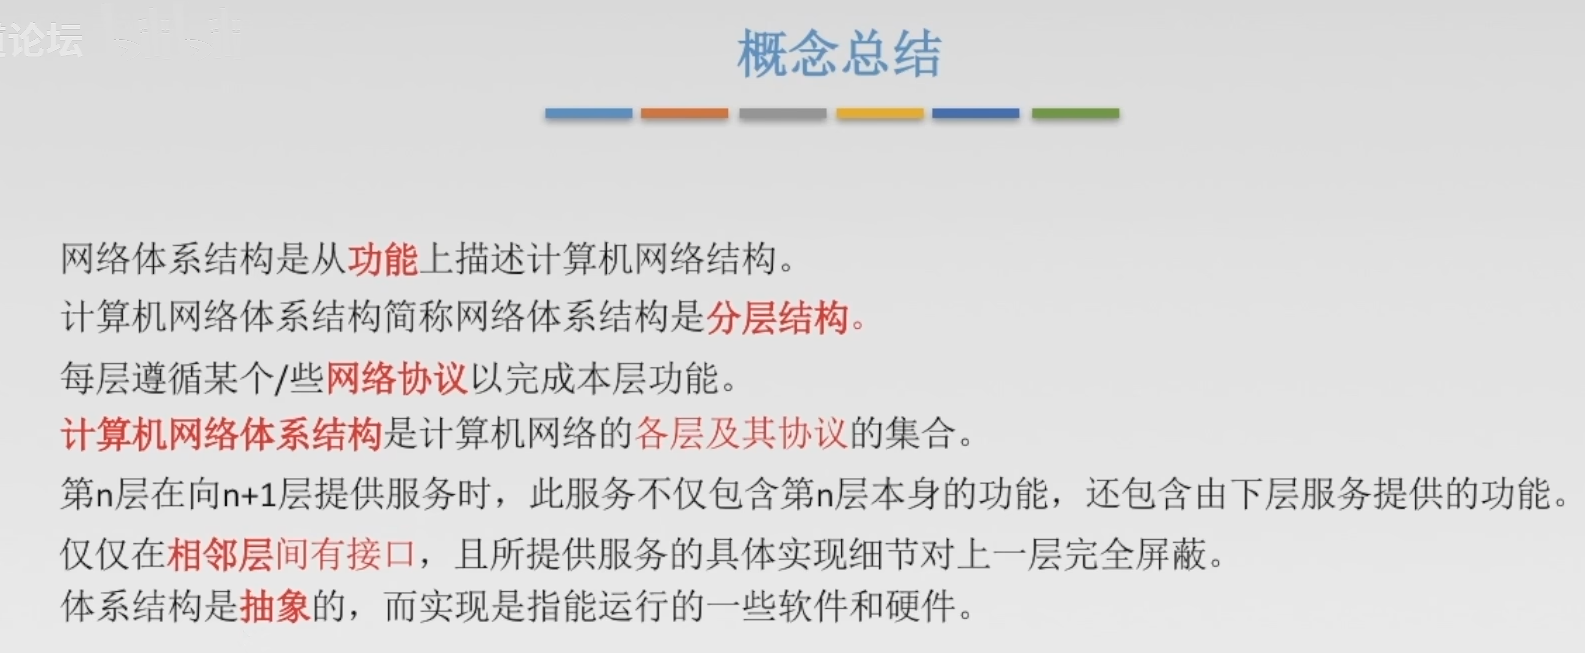 论坛
概念总结
网络体系结构是从功能上描述计算机网络结构。
计算机网络体系结构简称网络体系结构是分层结构。
每层遵循某个/些网络协议以完成本层功能。
计算机网络体系结构是计算机网络的各层及其协议的集合。
第n层在向n+1层提供服务时，此服务不仅包含第n层本身的功能，还包含由下层服务提供的功能。
仅仅在相邻层间有接口，且所提供服务的具体实现细节对上一层完全屏蔽。
体系结构是抽象的，而实现是指能运行的一些软件和硬件。